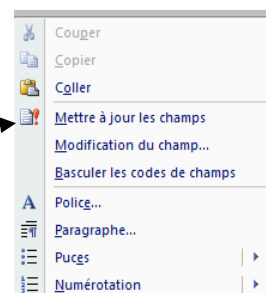 Couper
Copier
Coller
Mettre à jour les champs
Modification du champ...
Basculer les codes de champs
Police...
Paragraphe...
Puces
Numérotation